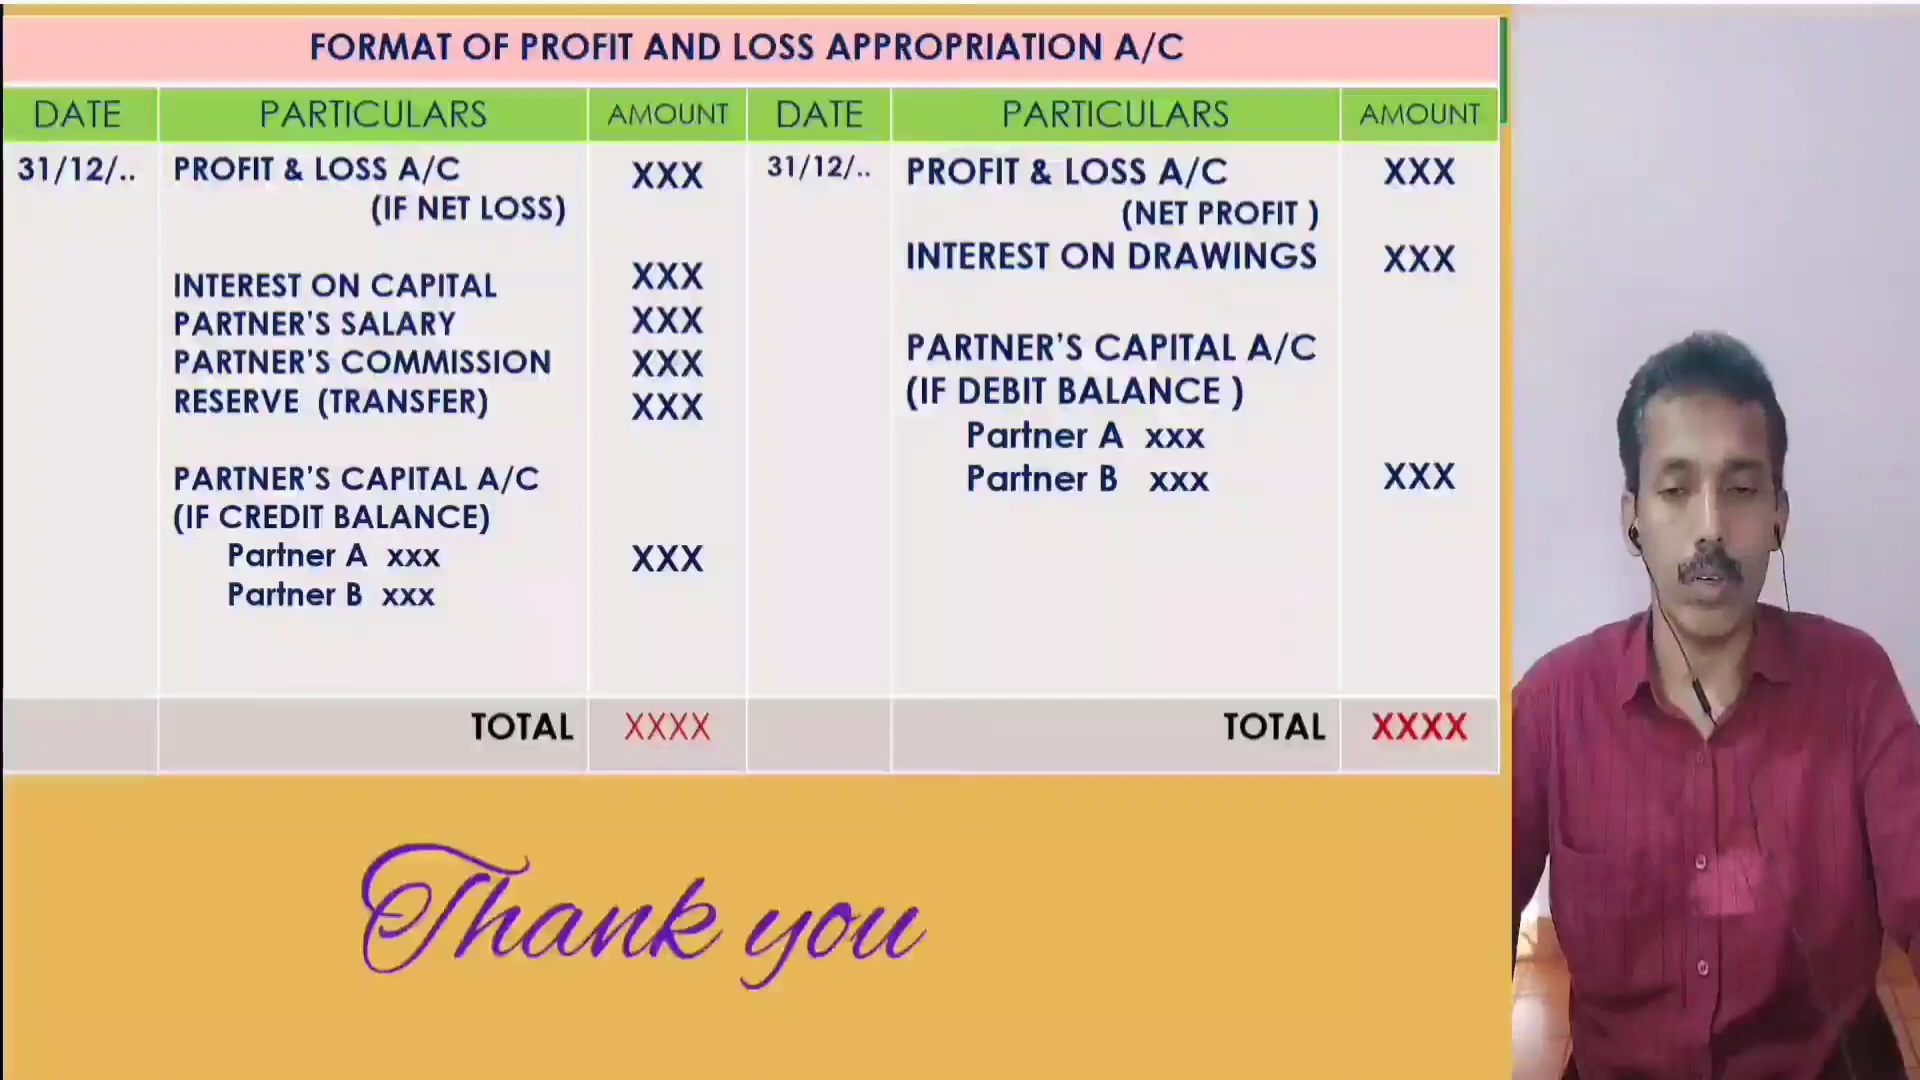 FORMAT OF PROFIT AND LOSS APPROPRIATION A/C
DATE PARTICULARS AMOUNT DATE PARTICULARS AMOUNT
31/12/.. PROFIT & LOSS A/C XXX
(IF NET LOSS)
INTEREST ON CAPITAL XXX
PARTNER'S SALARY XXX
PARTNER'S COMMISSION XXX
RESERVE (TRANSFER) XXX
PARTNER'S CAPITAL A/C
(IF CREDIT BALANCE)
Partner A xxx XXX
Partner B xxx
TOTAL XXXX
31/12/.. PROFIT & LOSS A/C XXX
(NET PROFIT )
INTEREST ON DRAWINGS XXX
PARTNER'S CAPITAL A/C
(IF DEBIT BALANCE )
Partner A xxx
Partner B xxx XXX
TOTAL XXXX
Thank you